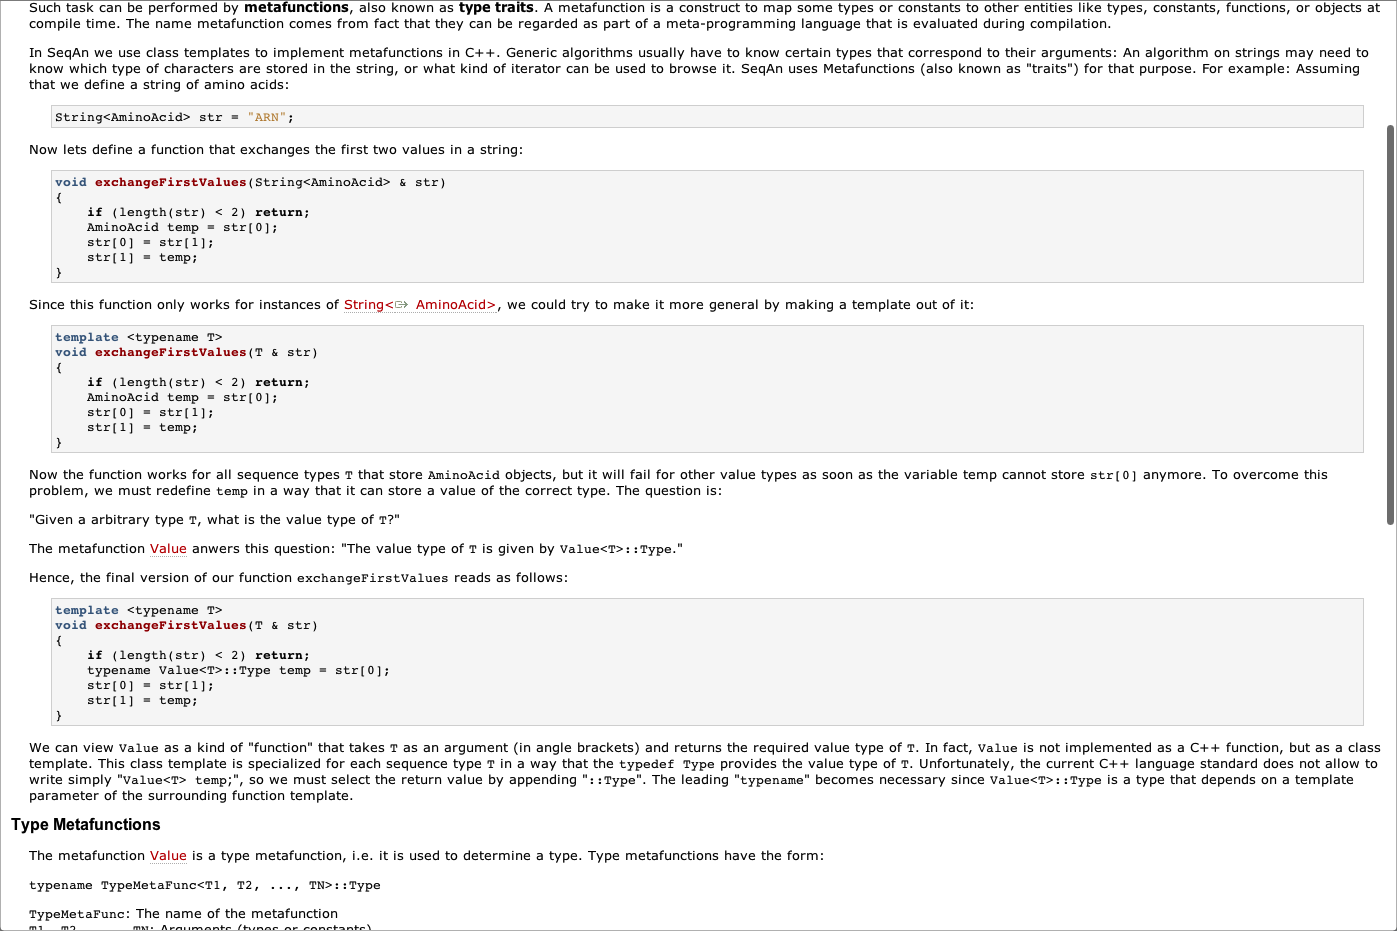 Such task can be performed by metafunctions, also known as type traits. A metafunction is a construct to map some types or constants to other entities like types, constants, functions, or objects at
compile time. The name metafunction comes from fact that they can be regarded as part of a meta-programming language that is evaluated during compilation.
In SeqAn we use class templates to implement metafunctions in C++. Generic algorithms usually have to know certain types that correspond to their arguments: An algorithm on strings may need to
know which type of characters are stored in the string, or what kind of iterator can be used to browse it. SeqAn uses Metafunctions (also known as "traits") for that purpose. For example: Assuming
that we define a string of amino acids:
String<AminoAcid> str = "ARN";
Now lets define a function that exchanges the first two values in a string:
void exchangeFirstValues(String<AminoAcid> & str)
{
    if (length(str) < 2) return;
    AminoAcid temp = str[0];
    str[0] = str[1];
    str[1] = temp;
}
Since this function only works for instances of String< AminoAcid>, we could try to make it more general by making a template out of it:
template <typename T>
void exchangeFirstValues(T & str)
{
    if (length(str) < 2) return;
    AminoAcid temp = str[0];
    str[0] = str[1];
    str[1] = temp;
}
Now the function works for all sequence types T that store AminoAcid objects, but it will fail for other value types as soon as the variable temp cannot store str[0] anymore. To overcome this
problem, we must redefine temp in a way that it can store a value of the correct type. The question is:
"Given a arbitrary type T, what is the value type of T?"
The metafunction Value anwers this question: "The value type of T is given by Value<T>::Type."
Hence, the final version of our function exchangeFirstValues reads as follows:
template <typename T>
void exchangeFirstValues(T & str)
{
    if (length(str) < 2) return;
    typename Value<T>::Type temp = str[0];
    str[0] = str[1];
    str[1] = temp;
}
We can view Value as a kind of "function" that takes T as an argument (in angle brackets) and returns the required value type of T. In fact, Value is not implemented as a C++ function, but as a class
template. This class template is specialized for each sequence type T in a way that the typedef Type provides the value type of T. Unfortunately, the current C++ language standard does not allow to
write simply "Value<T> temp;", so we must select the return value by appending "::Type". The leading "typename" becomes necessary since Value<T>::Type is a type that depends on a template
parameter of the surrounding function template.
Type Metafunctions
The metafunction Value is a type metafunction, i.e. it is used to determine a type. Type metafunctions have the form:
typename TypeMetaFunc<T1, T2, ..., TN>::Type
TypeMetaFunc: The name of the metafunction
T1, T2, ..., TN: Arguments (types or constants)